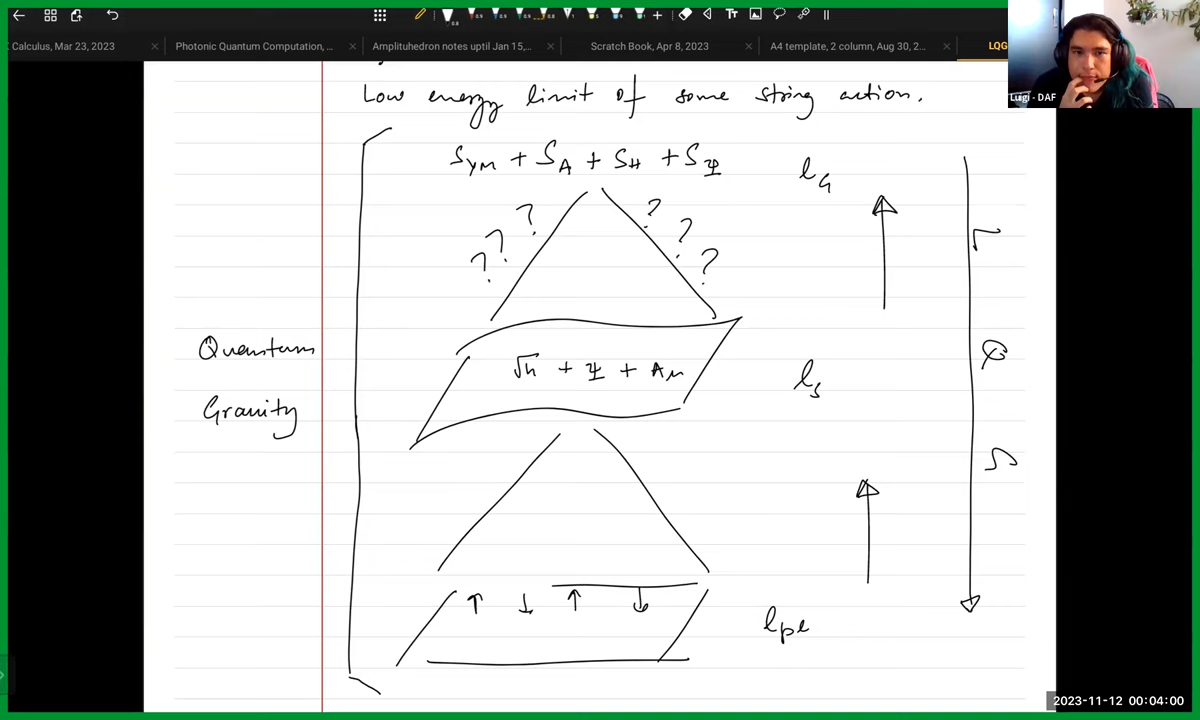 Tr
Calculus, Mar 23, 2023
Photonic Quantum Computation, ...
Amplituhedron notes uptil Jan 15,...
Scratch Book, Apr 8, 2023
A4 template, 2 column, Aug 30, 2...
LQG
Luigi - DAF
Low energy limit of some string action.
S_YM + S_A + S_H + S_Ψ
l_G
? ? ? ? ? ?
L
Quantum
Q
√h + Ψ + A_μ
l_s
Gravity
G
↑ ↓ ↑ ↓
l_pl
2023-11-12 00:04:00